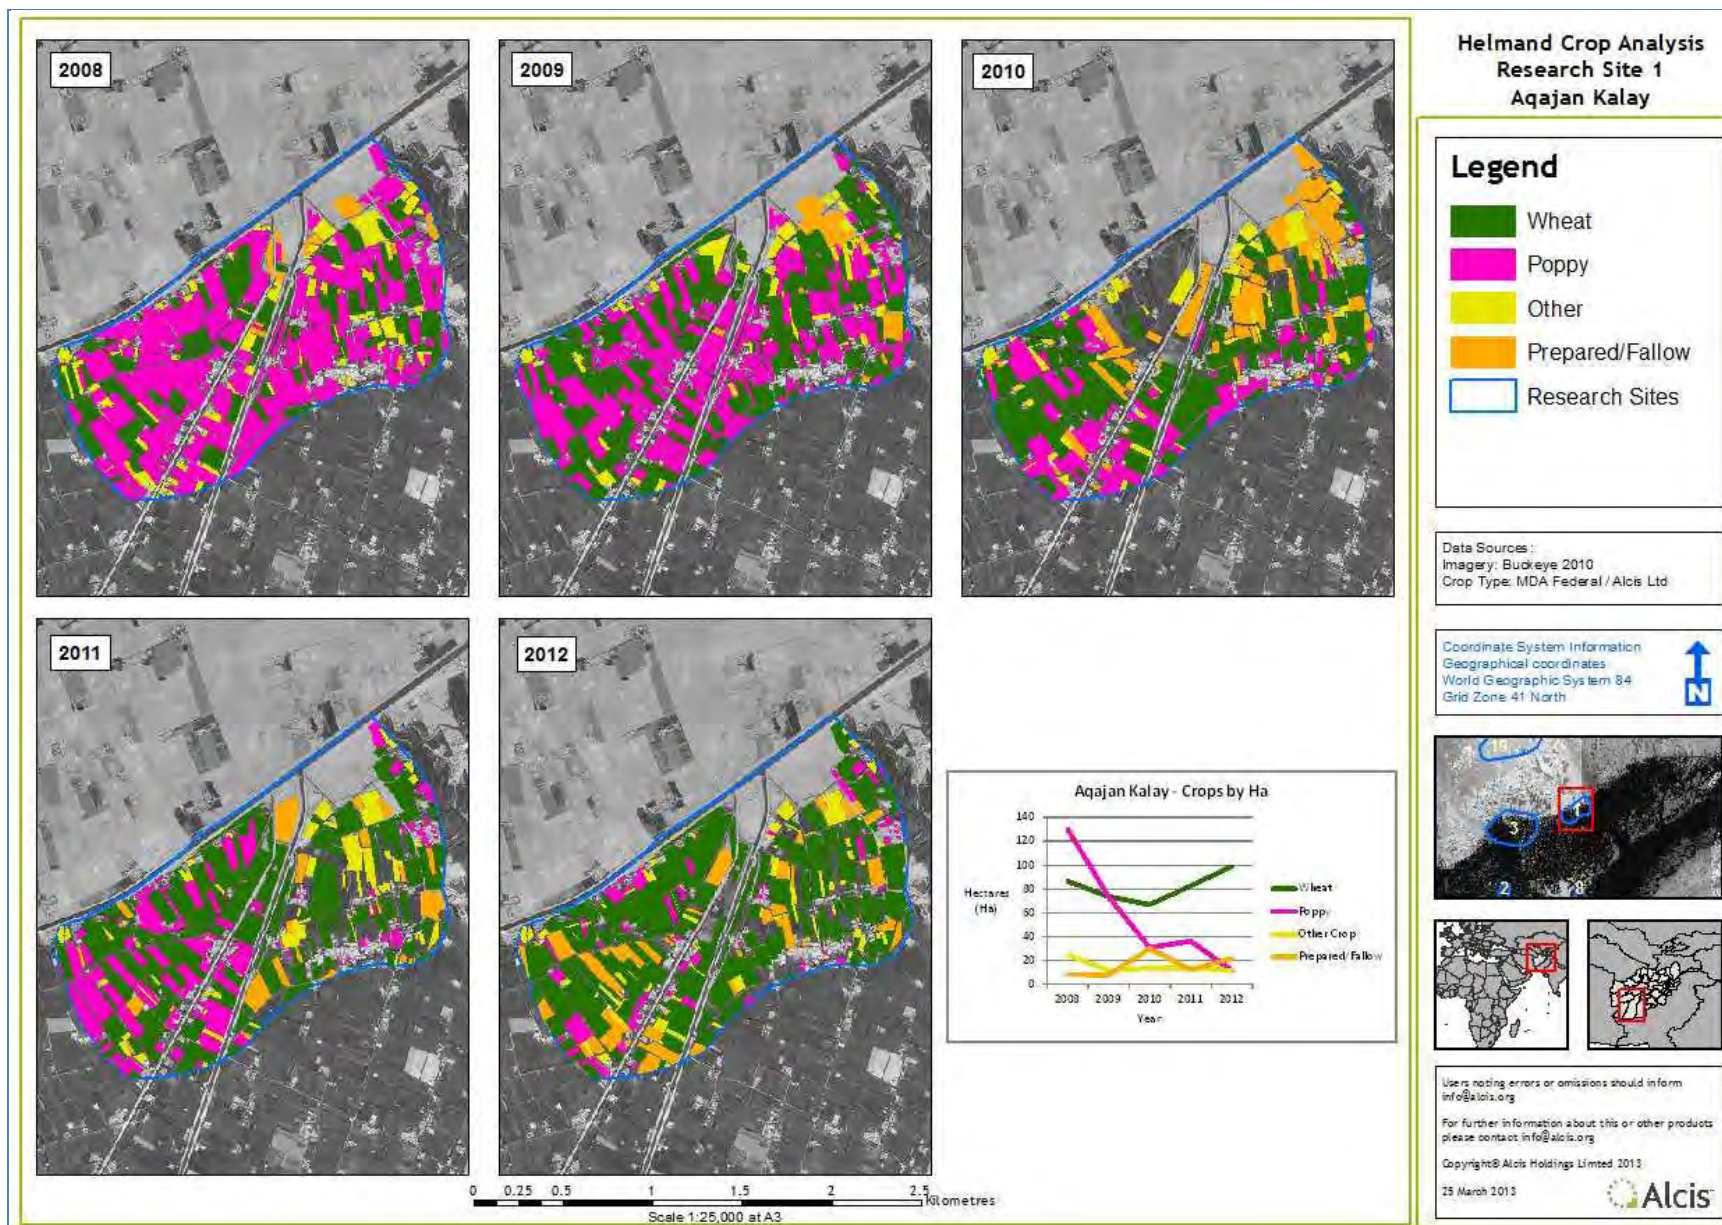 2008
2009
2010
2011
2012
0 0.25 0.5 1 1.5 2 2.5
Kilometres
Scale 1:25,000 at A3
Aqajan Kalay - Crops by Ha
140
120
100
80
60
40
20
0
Hectares
(Ha)
2008 2009 2010 2011 2012
Year
Wheat
Poppy
Other Crop
Prepared/Fallow
Helmand Crop Analysis
Research Site 1
Aqajan Kalay
Legend
Wheat
Poppy
Other
Prepared/Fallow
Research Sites
Data Sources:
Imagery: Buckeye 2010
Crop Type: MDA Federal / Alcis Ltd
Coordinate System Information
Geographical coordinates
World Geographic System 84
Grid Zone 41 North
N
19
1
3
2
8
Users noting errors or omissions should inform
info@alcis.org
For further information about this or other products
please contact info@alcis.org
Copyright® Alcis Holdings Limted 2013
25 March 2013
Alcis